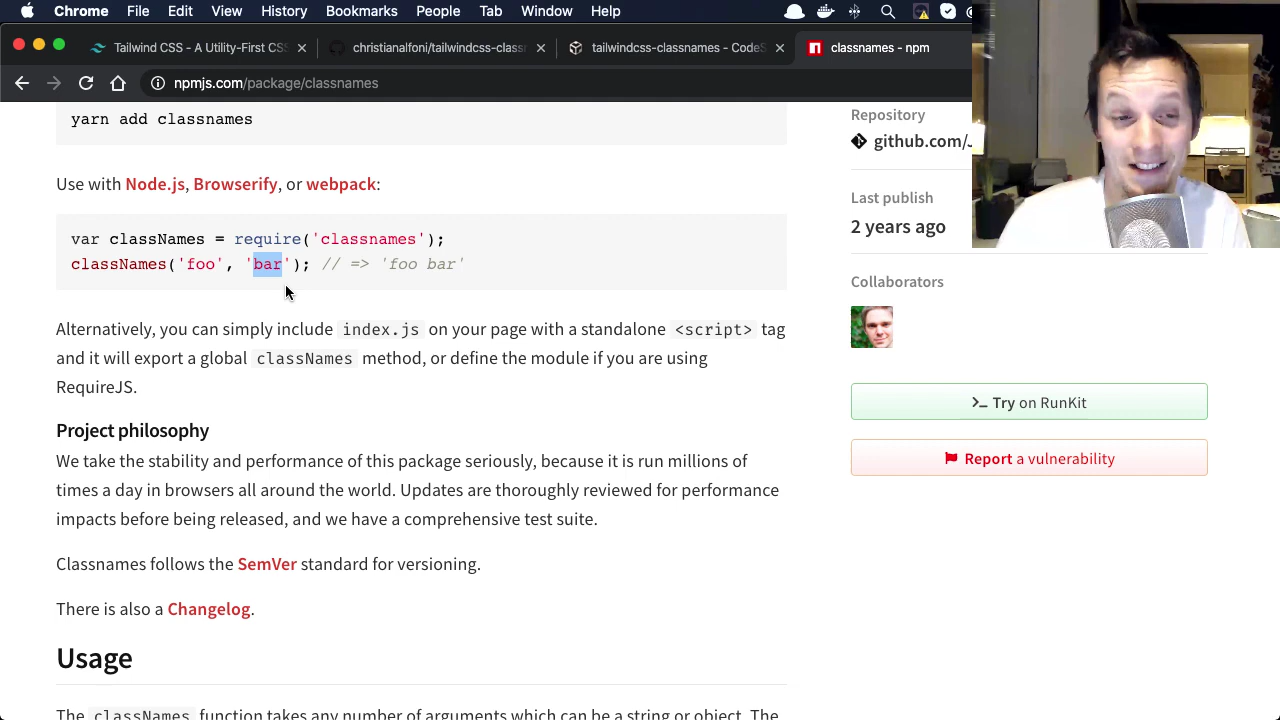 Chrome File Edit View History Bookmarks People Tab Window Help
Tailwind CSS - A Utility-First CS
christianalfoni/tailwindcss-class
tailwindcss-classnames - CodeS
classnames - npm
npmjs.com/package/classnames
yarn add classnames
Use with Node.js, Browserify, or webpack:
var classNames = require('classnames');
classNames('foo', 'bar'); // => 'foo bar'
Alternatively, you can simply include index.js on your page with a standalone <script> tag
and it will export a global classNames method, or define the module if you are using
RequireJS.
Project philosophy
We take the stability and performance of this package seriously, because it is run millions of
times a day in browsers all around the world. Updates are thoroughly reviewed for performance
impacts before being released, and we have a comprehensive test suite.
Classnames follows the SemVer standard for versioning.
There is also a Changelog.
Usage
The classNames function takes any number of arguments which can be a string or object. The
Repository
github.com/J
Last publish
2 years ago
Collaborators
Try on RunKit
Report a vulnerability